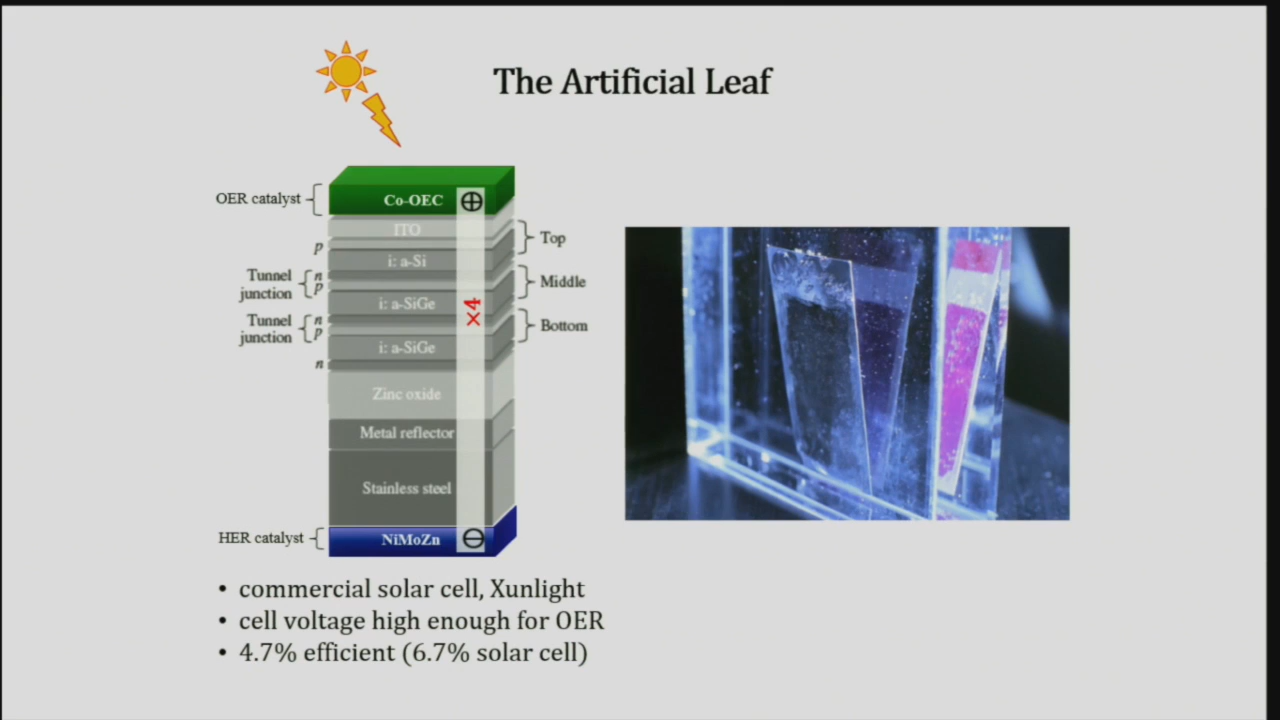 The Artificial Leaf
OER catalyst
Co-OEC
ITO
Top
p
i: a-Si
Tunnel
junction
n
p
Middle
i: a-SiGe
×4
Tunnel
junction
n
p
Bottom
i: a-SiGe
n
Zinc oxide
Metal reflector
Stainless steel
HER catalyst
NiMoZn
• commercial solar cell, Xunlight
• cell voltage high enough for OER
• 4.7% efficient (6.7% solar cell)